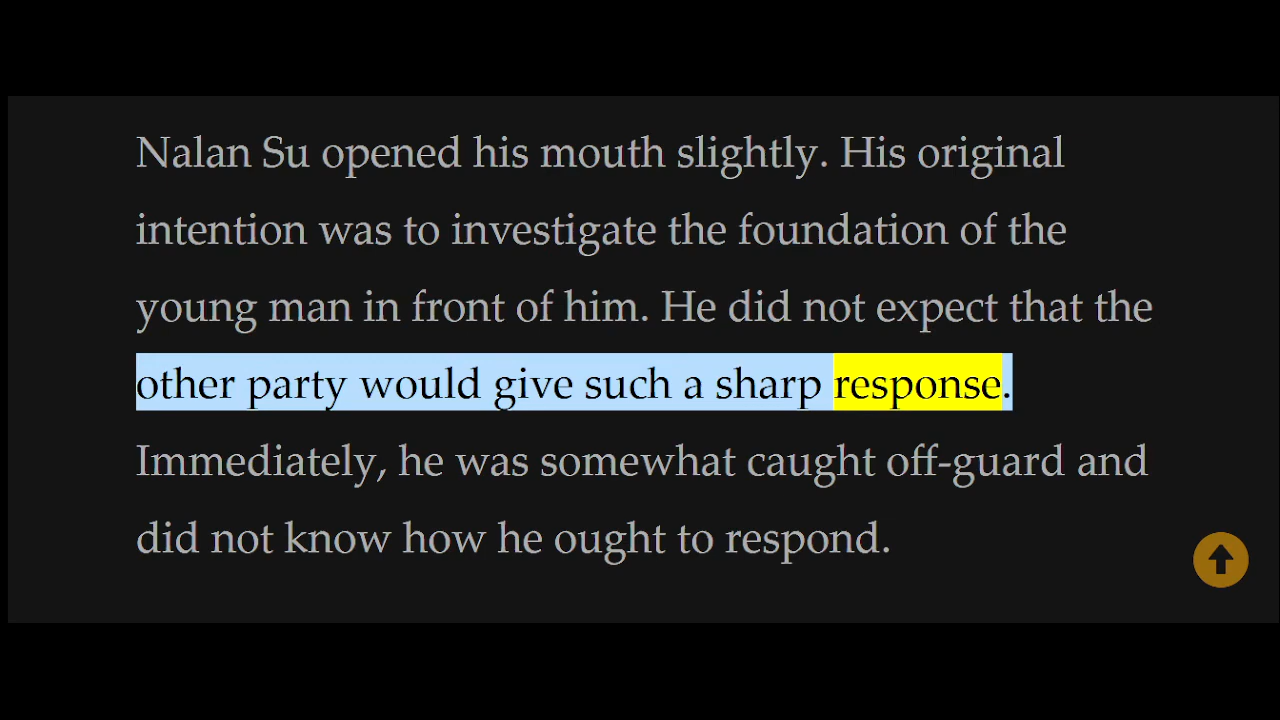 Nalan Su opened his mouth slightly. His original
intention was to investigate the foundation of the
young man in front of him. He did not expect that the
other party would give such a sharp response.
Immediately, he was somewhat caught off-guard and
did not know how he ought to respond.